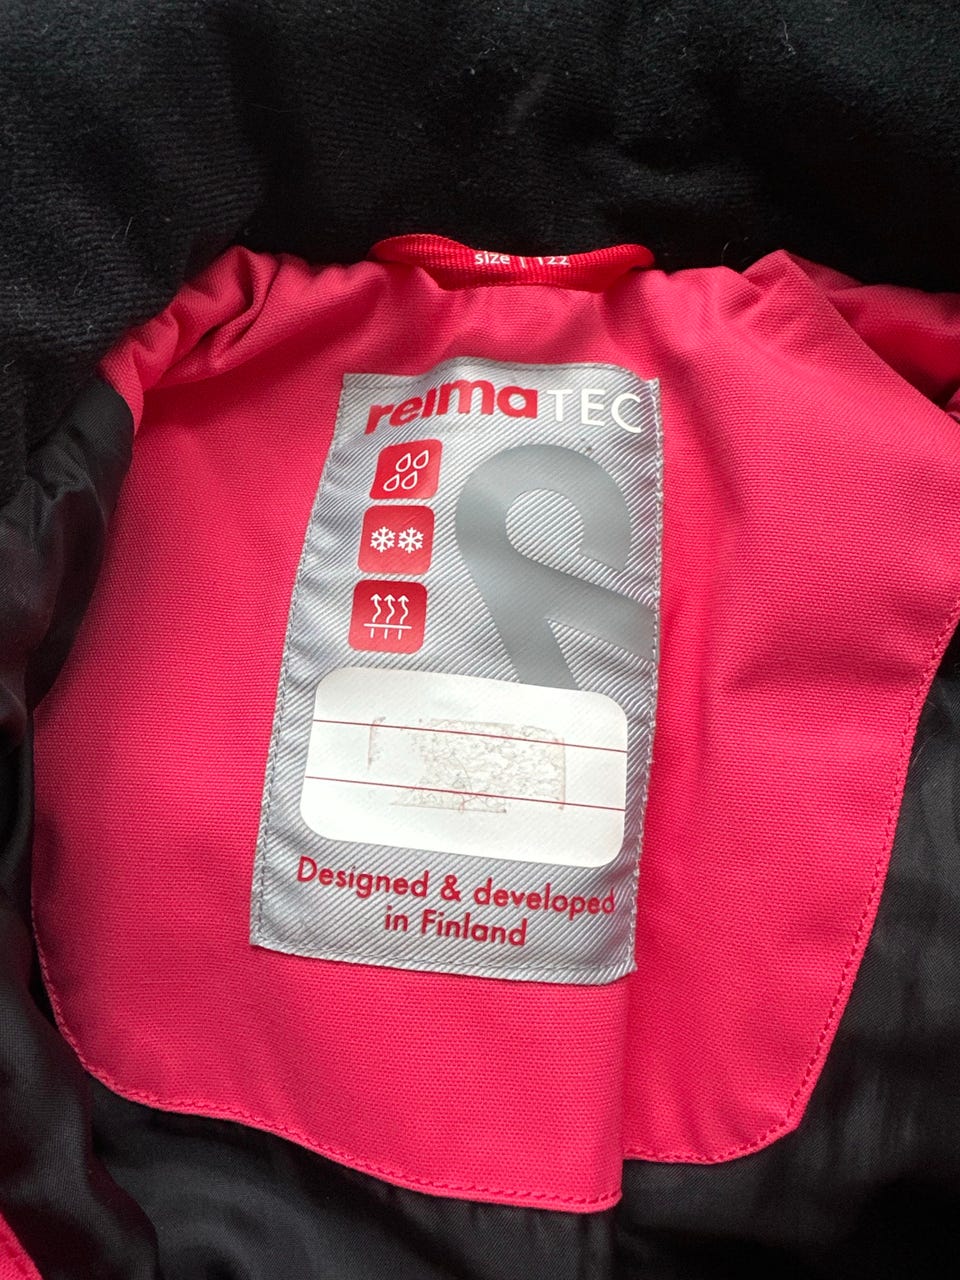 size | 122
reimaTEC
Designed & developed
in Finland